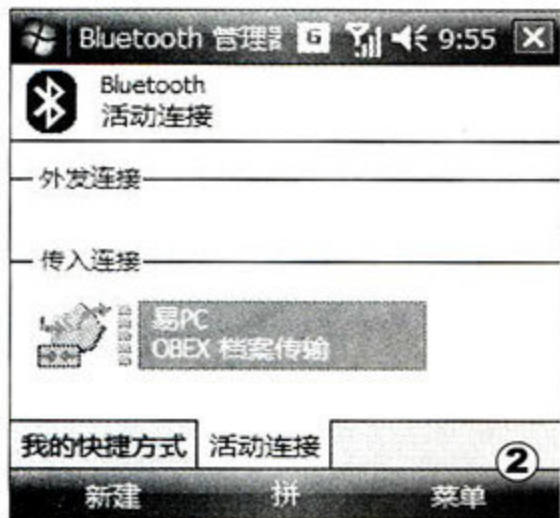 Bluetooth 管理器 G 9:55
Bluetooth
活动连接
外发连接
传入连接
易PC
OBEX 档案传输
我的快捷方式 活动连接
②
新建 拼 菜单